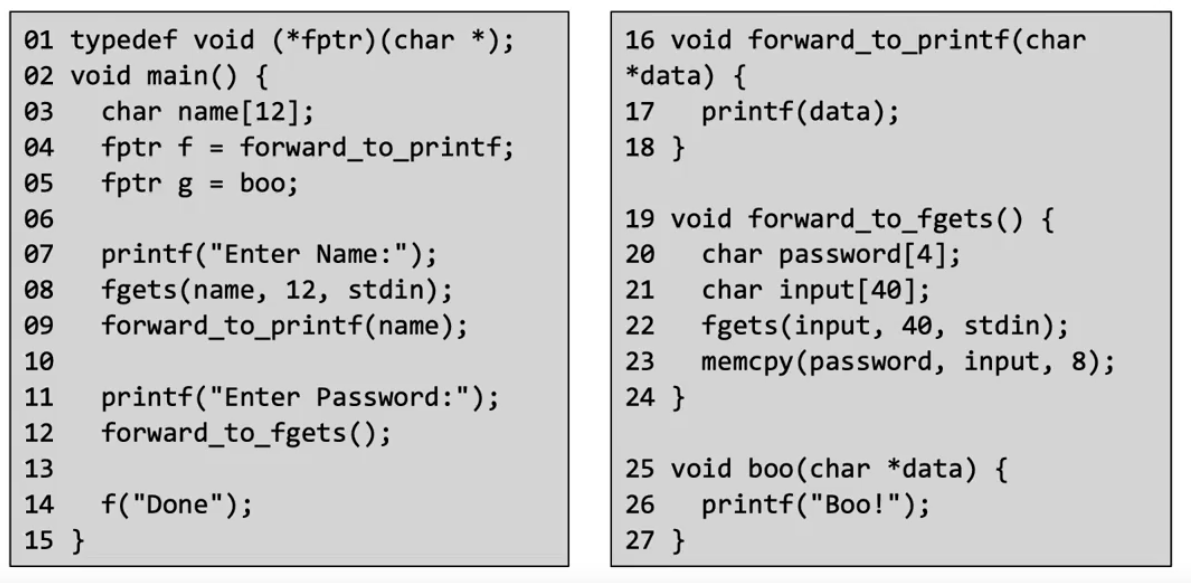 01 typedef void (*fptr)(char *);
02 void main() {
03   char name[12];
04   fptr f = forward_to_printf;
05   fptr g = boo;
06
07   printf("Enter Name:");
08   fgets(name, 12, stdin);
09   forward_to_printf(name);
10
11   printf("Enter Password:");
12   forward_to_fgets();
13
14   f("Done");
15 }
16 void forward_to_printf(char
*data) {
17   printf(data);
18 }
19 void forward_to_fgets() {
20   char password[4];
21   char input[40];
22   fgets(input, 40, stdin);
23   memcpy(password, input, 8);
24 }
25 void boo(char *data) {
26   printf("Boo!");
27 }